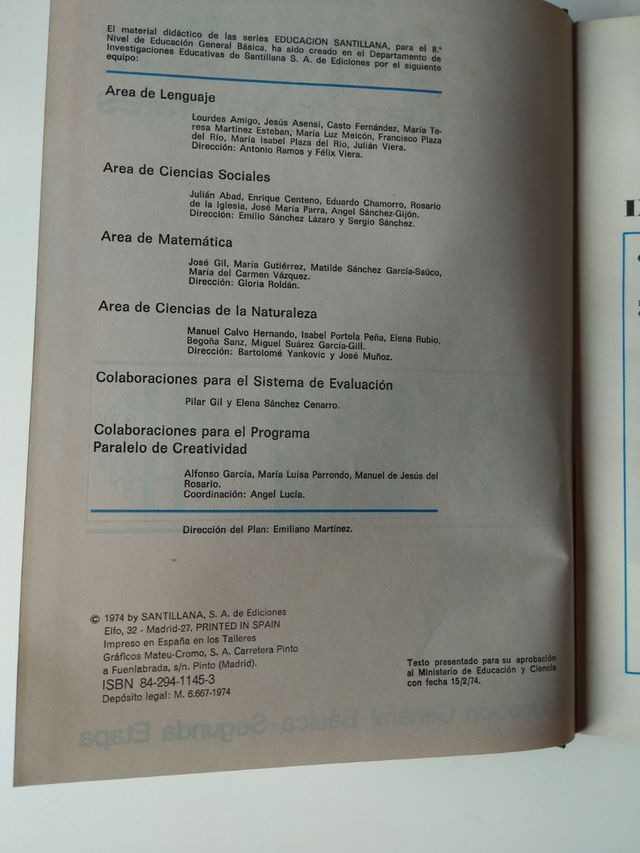 El material didáctico de las series EDUCACION SANTILLANA, para el 8.º
Nivel de Educación General Básica, ha sido creado en el Departamento de
Investigaciones Educativas de Santillana S. A. de Ediciones por el siguiente
equipo:
Area de Lenguaje
Lourdes Amigo, Jesús Asensi, Casto Fernández, María Te-
resa Martínez Esteban, María Luz Melcón, Francisco Plaza
del Río, María Isabel Plaza del Río, Julián Viera.
Dirección: Antonio Ramos y Félix Viera.
Area de Ciencias Sociales
Julián Abad, Enrique Centeno, Eduardo Chamorro, Rosario
de la Iglesia, José María Parra, Angel Sánchez-Gijón.
Dirección: Emilio Sánchez Lázaro y Sergio Sánchez.
Area de Matemática
José Gil, María Gutiérrez, Matilde Sánchez García-Saúco,
María del Carmen Vázquez.
Dirección: Gloria Roldán.
Area de Ciencias de la Naturaleza
Manuel Calvo Hernando, Isabel Portela Peña, Elena Rubio,
Begoña Sanz, Miguel Suárez García-Gill.
Dirección: Bartolomé Yankovic y José Muñoz.
Colaboraciones para el Sistema de Evaluación
Pilar Gil y Elena Sánchez Cenarro.
Colaboraciones para el Programa
Paralelo de Creatividad
Alfonso García, María Luisa Parrondo, Manuel de Jesús del
Rosario.
Coordinación: Angel Lucía.
Dirección del Plan: Emiliano Martínez.
© 1974 by SANTILLANA, S. A. de Ediciones
Elfo, 32 - Madrid-27. PRINTED IN SPAIN
Impreso en España en los Talleres
Gráficos Mateu-Cromo, S. A. Carretera Pinto
a Fuenlabrada, s/n. Pinto (Madrid).
ISBN 84-294-1145-3
Depósito legal: M. 6.667-1974
Texto presentado para su aprobación
al Ministerio de Educación y Ciencia
con fecha 15/2/74.
General Básica · Segunda Etapa